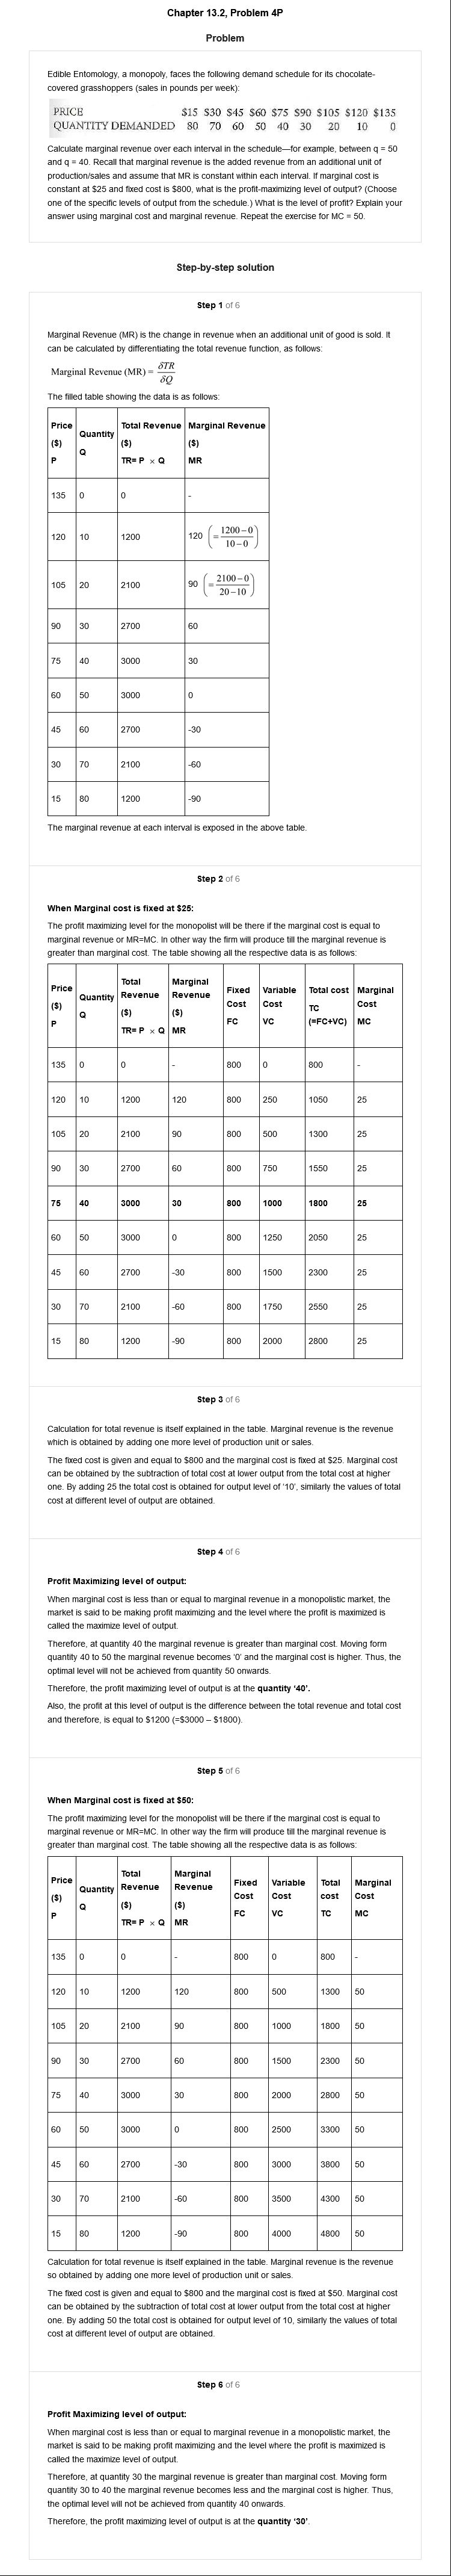 Chapter 13.2, Problem 4P
Problem
Edible Entomology, a monopoly, faces the following demand schedule for its chocolate-
covered grasshoppers (sales in pounds per week):
PRICE $15 $30 $45 $60 $75 $90 $105 $120 $135
QUANTITY DEMANDED 80 70 60 50 40 30 20 10 0
Calculate marginal revenue over each interval in the schedule—for example, between q = 50
and q = 40. Recall that marginal revenue is the added revenue from an additional unit of
production/sales and assume that MR is constant within each interval. If marginal cost is
constant at $25 and fixed cost is $800, what is the profit-maximizing level of output? (Choose
one of the specific levels of output from the schedule.) What is the level of profit? Explain your
answer using marginal cost and marginal revenue. Repeat the exercise for MC = 50.
Step-by-step solution
Step 1 of 6
Marginal Revenue (MR) is the change in revenue when an additional unit of good is sold. It
can be calculated by differentiating the total revenue function, as follows:
Marginal Revenue (MR) = δTR / δQ
The filled table showing the data is as follows:
Price ($) P | Quantity Q | Total Revenue ($) TR= P × Q | Marginal Revenue ($) MR
135 0 0 -
120 10 1200 120 (= 1200−0 / 10−0)
105 20 2100 90 (= 2100−0 / 20−10)
90 30 2700 60
75 40 3000 30
60 50 3000 0
45 60 2700 -30
30 70 2100 -60
15 80 1200 -90
The marginal revenue at each interval is exposed in the above table.
Step 2 of 6
When Marginal cost is fixed at $25:
The profit maximizing level for the monopolist will be there if the marginal cost is equal to
marginal revenue or MR=MC. In other way the firm will produce till the marginal revenue is
greater than marginal cost. The table showing all the respective data is as follows:
Price ($) P | Quantity Q | Total Revenue ($) TR= P × Q | Marginal Revenue ($) MR | Fixed Cost FC | Variable Cost VC | Total cost TC (=FC+VC) | Marginal Cost MC
135 0 0 - 800 0 800 -
120 10 1200 120 800 250 1050 25
105 20 2100 90 800 500 1300 25
90 30 2700 60 800 750 1550 25
75 40 3000 30 800 1000 1800 25
60 50 3000 0 800 1250 2050 25
45 60 2700 -30 800 1500 2300 25
30 70 2100 -60 800 1750 2550 25
15 80 1200 -90 800 2000 2800 25
Step 3 of 6
Calculation for total revenue is itself explained in the table. Marginal revenue is the revenue
which is obtained by adding one more level of production unit or sales.
The fixed cost is given and equal to $800 and the marginal cost is fixed at $25. Marginal cost
can be obtained by the subtraction of total cost at lower output from the total cost at higher
one. By adding 25 the total cost is obtained for output level of '10', similarly the values of total
cost at different level of output are obtained.
Step 4 of 6
Profit Maximizing level of output:
When marginal cost is less than or equal to marginal revenue in a monopolistic market, the
market is said to be making profit maximizing and the level where the profit is maximized is
called the maximize level of output.
Therefore, at quantity 40 the marginal revenue is greater than marginal cost. Moving form
quantity 40 to 50 the marginal revenue becomes '0' and the marginal cost is higher. Thus, the
optimal level will not be achieved from quantity 50 onwards.
Therefore, the profit maximizing level of output is at the quantity '40'.
Also, the profit at this level of output is the difference between the total revenue and total cost
and therefore, is equal to $1200 (=$3000 – $1800).
Step 5 of 6
When Marginal cost is fixed at $50:
The profit maximizing level for the monopolist will be there if the marginal cost is equal to
marginal revenue or MR=MC. In other way the firm will produce till the marginal revenue is
greater than marginal cost. The table showing all the respective data is as follows:
Price ($) P | Quantity Q | Total Revenue ($) TR= P × Q | Marginal Revenue ($) MR | Fixed Cost FC | Variable Cost VC | Total cost TC | Marginal Cost MC
135 0 0 - 800 0 800 -
120 10 1200 120 800 500 1300 50
105 20 2100 90 800 1000 1800 50
90 30 2700 60 800 1500 2300 50
75 40 3000 30 800 2000 2800 50
60 50 3000 0 800 2500 3300 50
45 60 2700 -30 800 3000 3800 50
30 70 2100 -60 800 3500 4300 50
15 80 1200 -90 800 4000 4800 50
Calculation for total revenue is itself explained in the table. Marginal revenue is the revenue
so obtained by adding one more level of production unit or sales.
The fixed cost is given and equal to $800 and the marginal cost is fixed at $50. Marginal cost
can be obtained by the subtraction of total cost at lower output from the total cost at higher
one. By adding 50 the total cost is obtained for output level of 10, similarly the values of total
cost at different level of output are obtained.
Step 6 of 6
Profit Maximizing level of output:
When marginal cost is less than or equal to marginal revenue in a monopolistic market, the
market is said to be making profit maximizing and the level where the profit is maximized is
called the maximize level of output.
Therefore, at quantity 30 the marginal revenue is greater than marginal cost. Moving form
quantity 30 to 40 the marginal revenue becomes less and the marginal cost is higher. Thus,
the optimal level will not be achieved from quantity 40 onwards.
Therefore, the profit maximizing level of output is at the quantity '30'.